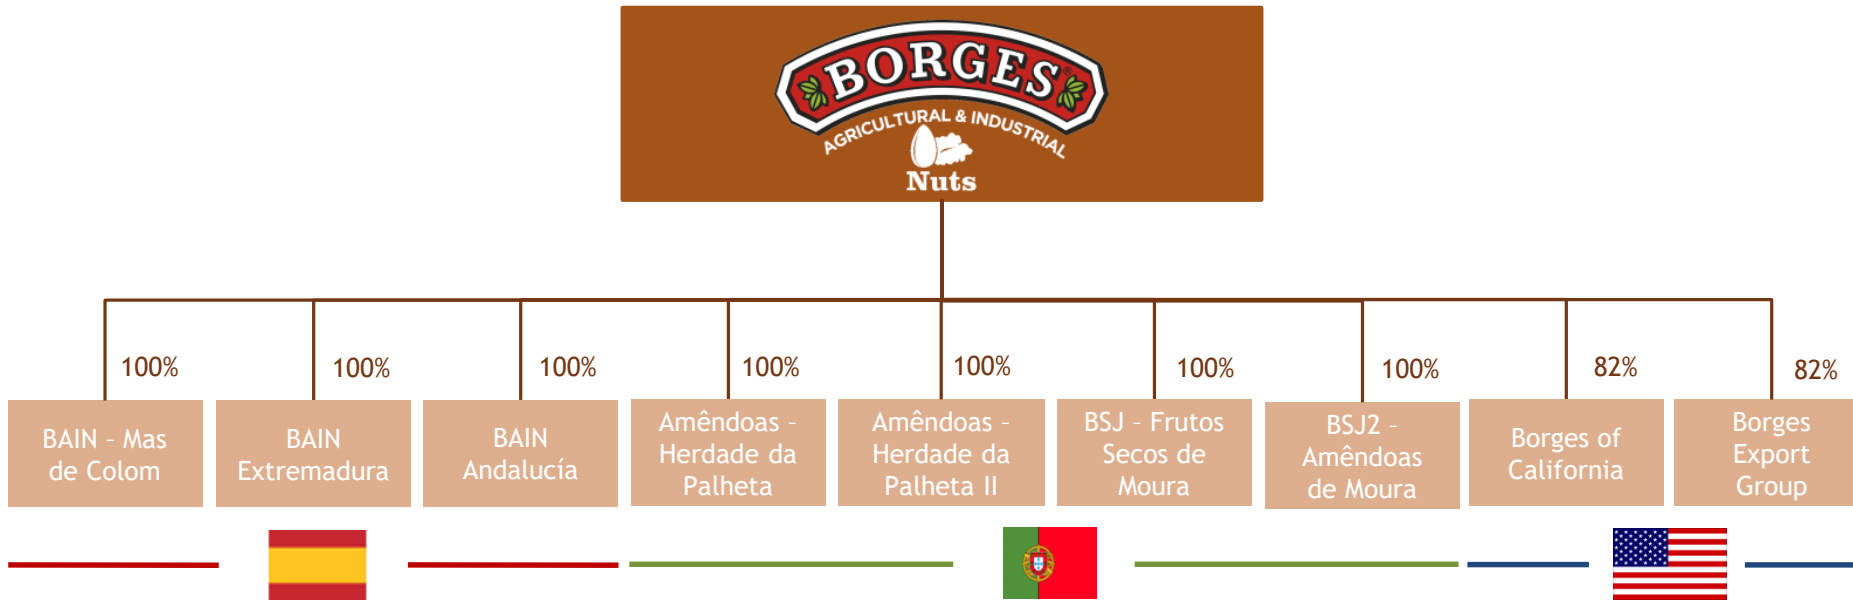 BORGES
AGRICULTURAL & INDUSTRIAL
Nuts
100%
100%
100%
100%
100%
100%
100%
82%
82%
BAIN – Mas
de Colom
BAIN
Extremadura
BAIN
Andalucía
Amêndoas –
Herdade da
Palheta
Amêndoas –
Herdade da
Palheta II
BSJ – Frutos
Secos de
Moura
BSJ2 –
Amêndoas
de Moura
Borges of
California
Borges
Export
Group